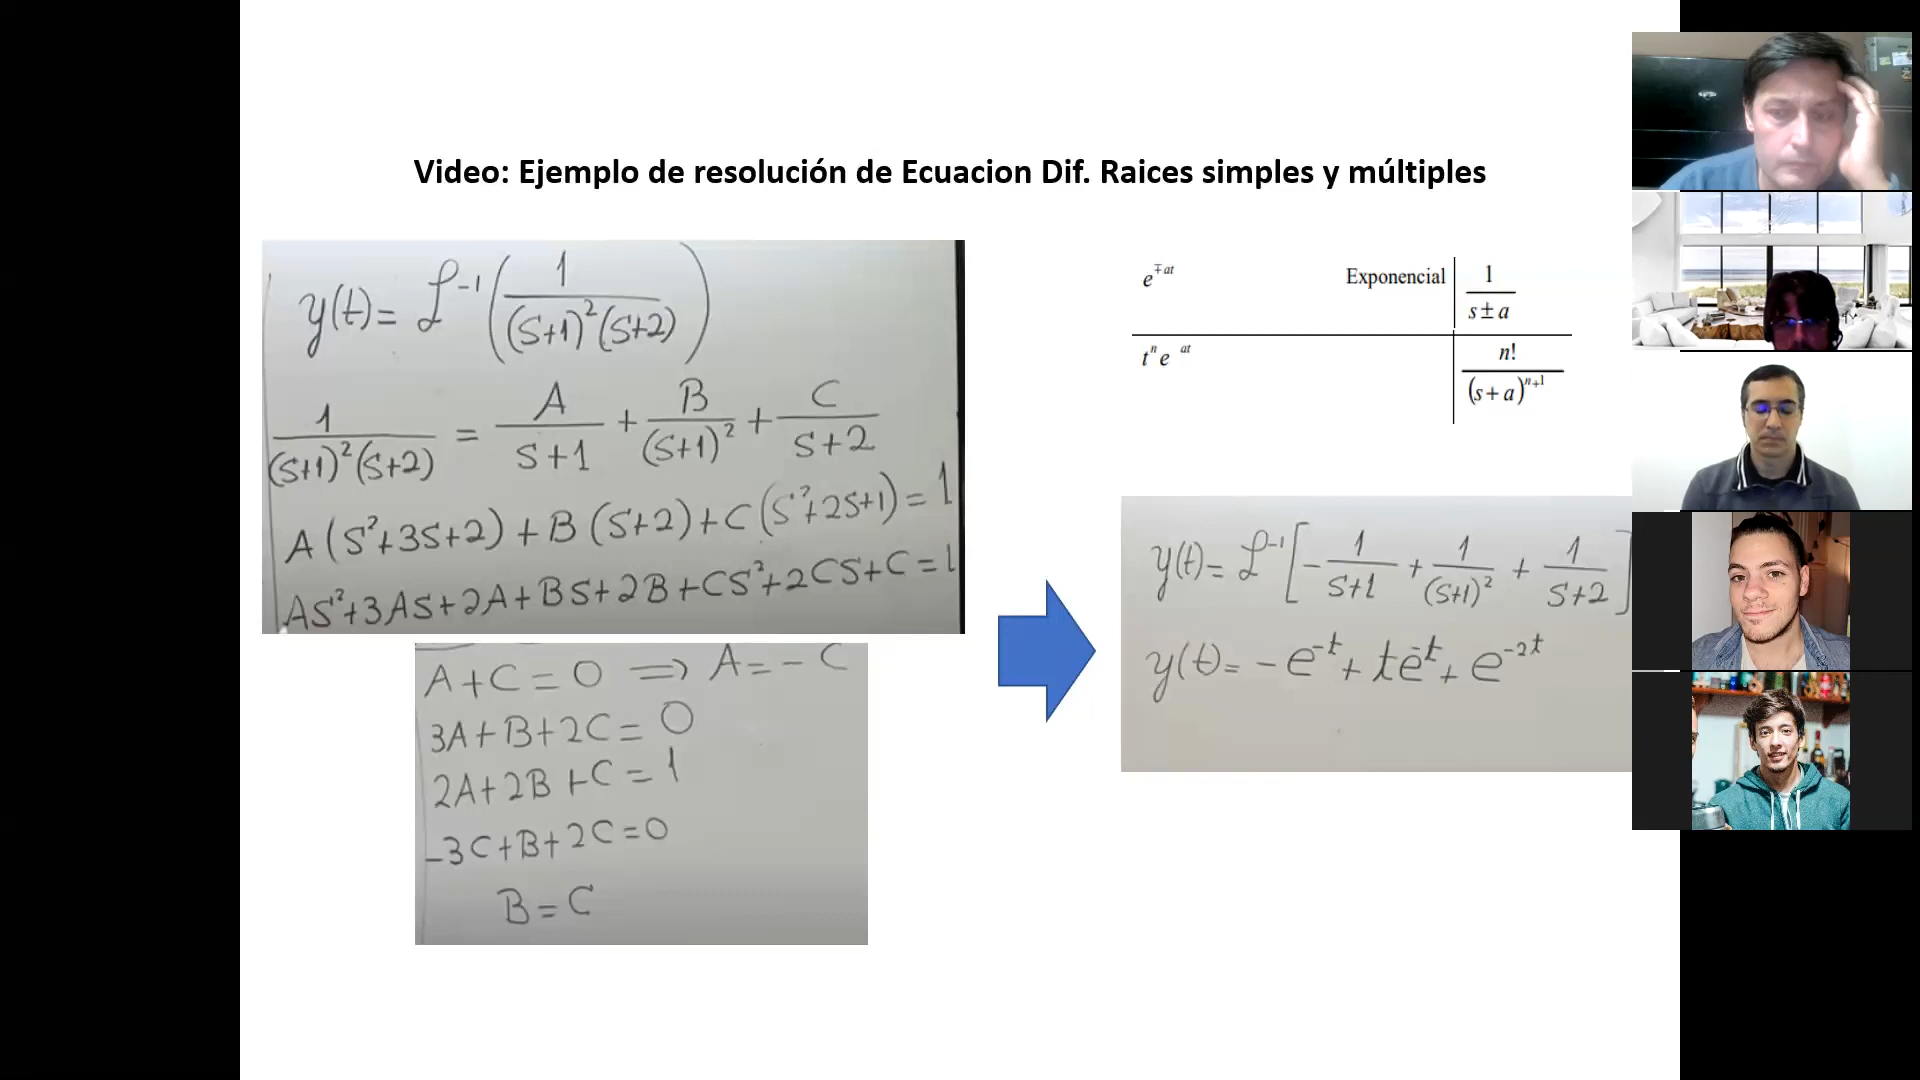 Video: Ejemplo de resolución de Ecuacion Dif. Raices simples y múltiples
y(t)= ℒ⁻¹(1/((S+1)²(S+2)))
1/((S+1)²(S+2)) = A/(S+1) + B/(S+1)² + C/(S+2)
A(S²+3S+2)+B(S+2)+C(S²+2S+1)=1
AS²+3AS+2A+BS+2B+CS²+2CS+C=1
A+C=0 ⟹ A=-C
3A+B+2C=0
2A+2B+C=1
-3C+B+2C=0
B=C
e^(∓at) Exponencial 1/(s±a)
tⁿe^(at) n!/(s+a)ⁿ⁺¹
y(t)= ℒ⁻¹[-1/(S+1) + 1/(S+1)² + 1/(S+2)]
y(t)= -e^(-t) + te^(-t) + e^(-2t)